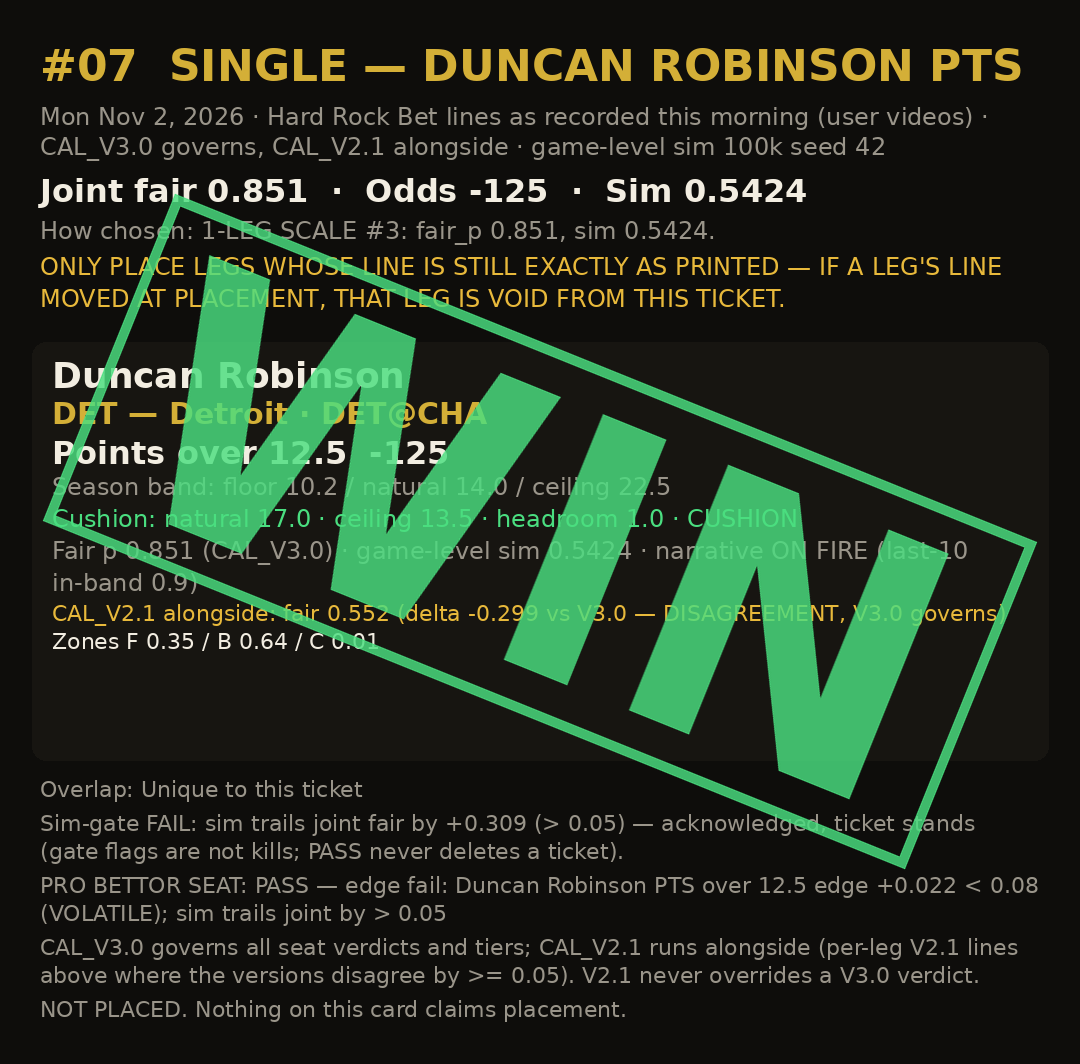 #07 SINGLE — DUNCAN ROBINSON PTS
Mon Nov 2, 2026 · Hard Rock Bet lines as recorded this morning (user videos) ·
CAL_V3.0 governs, CAL_V2.1 alongside · game-level sim 100k seed 42
Joint fair 0.851 · Odds -125 · Sim 0.5424
How chosen: 1-LEG SCALE #3: fair_p 0.851, sim 0.5424.
ONLY PLACE LEGS WHOSE LINE IS STILL EXACTLY AS PRINTED — IF A LEG'S LINE
MOVED AT PLACEMENT, THAT LEG IS VOID FROM THIS TICKET.
Duncan Robinson
DET — Detroit · DET@CHA
Points over 12.5 -125
Season band: floor 10.2 / natural 14.0 / ceiling 22.5
Cushion: natural 17.0 · ceiling 13.5 · headroom 1.0 · CUSHION
Fair p 0.851 (CAL_V3.0) · game-level sim 0.5424 · narrative ON FIRE (last-10
in-band 0.9)
CAL_V2.1 alongside: fair 0.552 (delta -0.299 vs V3.0 — DISAGREEMENT, V3.0 governs)
Zones F 0.35 / B 0.64 / C 0.01
WIN
Overlap: Unique to this ticket
Sim-gate FAIL: sim trails joint fair by +0.309 (> 0.05) — acknowledged, ticket stands
(gate flags are not kills; PASS never deletes a ticket).
PRO BETTOR SEAT: PASS — edge fail: Duncan Robinson PTS over 12.5 edge +0.022 < 0.08
(VOLATILE); sim trails joint by > 0.05
CAL_V3.0 governs all seat verdicts and tiers; CAL_V2.1 runs alongside (per-leg V2.1 lines
above where the versions disagree by >= 0.05). V2.1 never overrides a V3.0 verdict.
NOT PLACED. Nothing on this card claims placement.